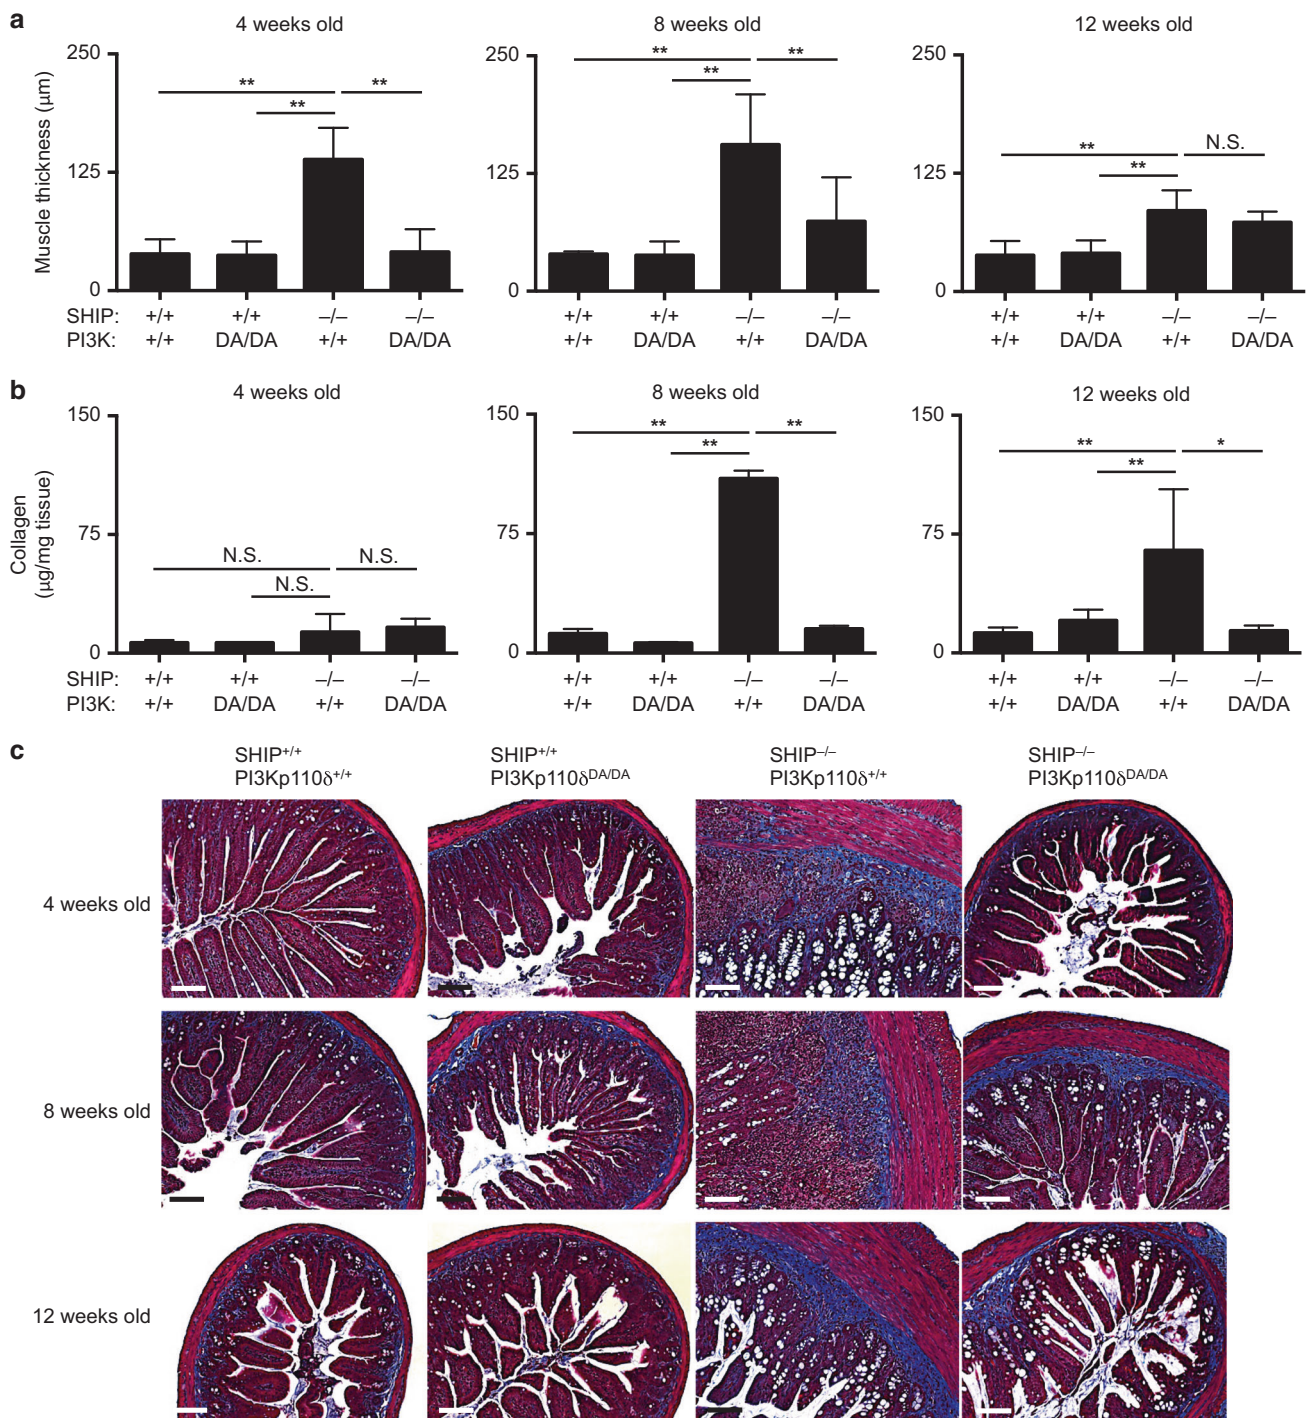 a
4 weeks old
8 weeks old
12 weeks old
Muscle thickness (µm)
250
125
0
**
**
**
250
125
0
**
**
**
250
125
0
**
**
N.S.
SHIP: +/+ +/+ –/– –/–
PI3K: +/+ DA/DA +/+ DA/DA
+/+ +/+ –/– –/–
+/+ DA/DA +/+ DA/DA
+/+ +/+ –/– –/–
+/+ DA/DA +/+ DA/DA
b
4 weeks old
8 weeks old
12 weeks old
Collagen
(µg/mg tissue)
150
75
0
N.S.
N.S.
N.S.
150
75
0
**
**
**
150
75
0
**
**
*
SHIP: +/+ +/+ –/– –/–
PI3K: +/+ DA/DA +/+ DA/DA
+/+ +/+ –/– –/–
+/+ DA/DA +/+ DA/DA
+/+ +/+ –/– –/–
+/+ DA/DA +/+ DA/DA
c
SHIP+/+
PI3Kp110δ+/+
SHIP+/+
PI3Kp110δDA/DA
SHIP–/–
PI3Kp110δ+/+
SHIP–/–
PI3Kp110δDA/DA
4 weeks old
8 weeks old
12 weeks old